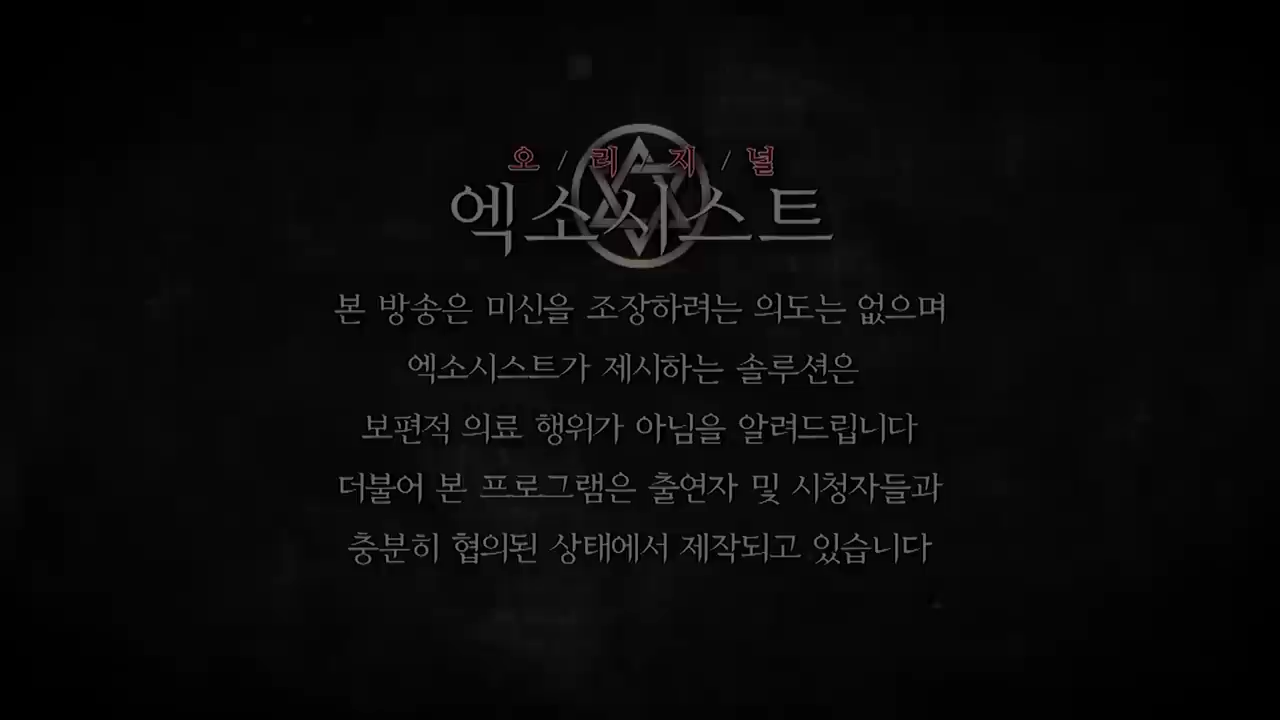 오/리/지/널
엑소시스트
본 방송은 미신을 조장하려는 의도는 없으며
엑소시스트가 제시하는 솔루션은
보편적 의료 행위가 아님을 알려드립니다
더불어 본 프로그램은 출연자 및 시청자들과
충분히 협의된 상태에서 제작되고 있습니다